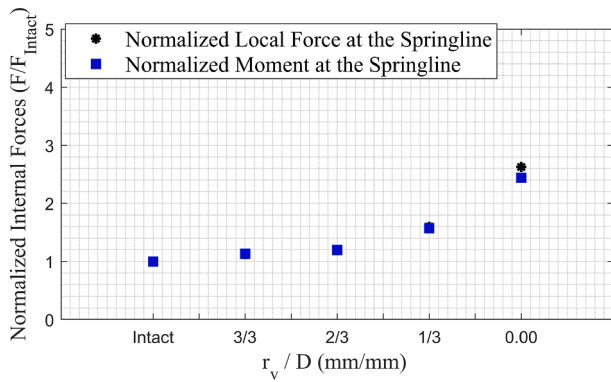 Normalized Internal Forces (F/F_Intact)
5
4
3
2
1
0
Normalized Local Force at the Springline
Normalized Moment at the Springline
Intact 3/3 2/3 1/3 0.00
r_v / D (mm/mm)